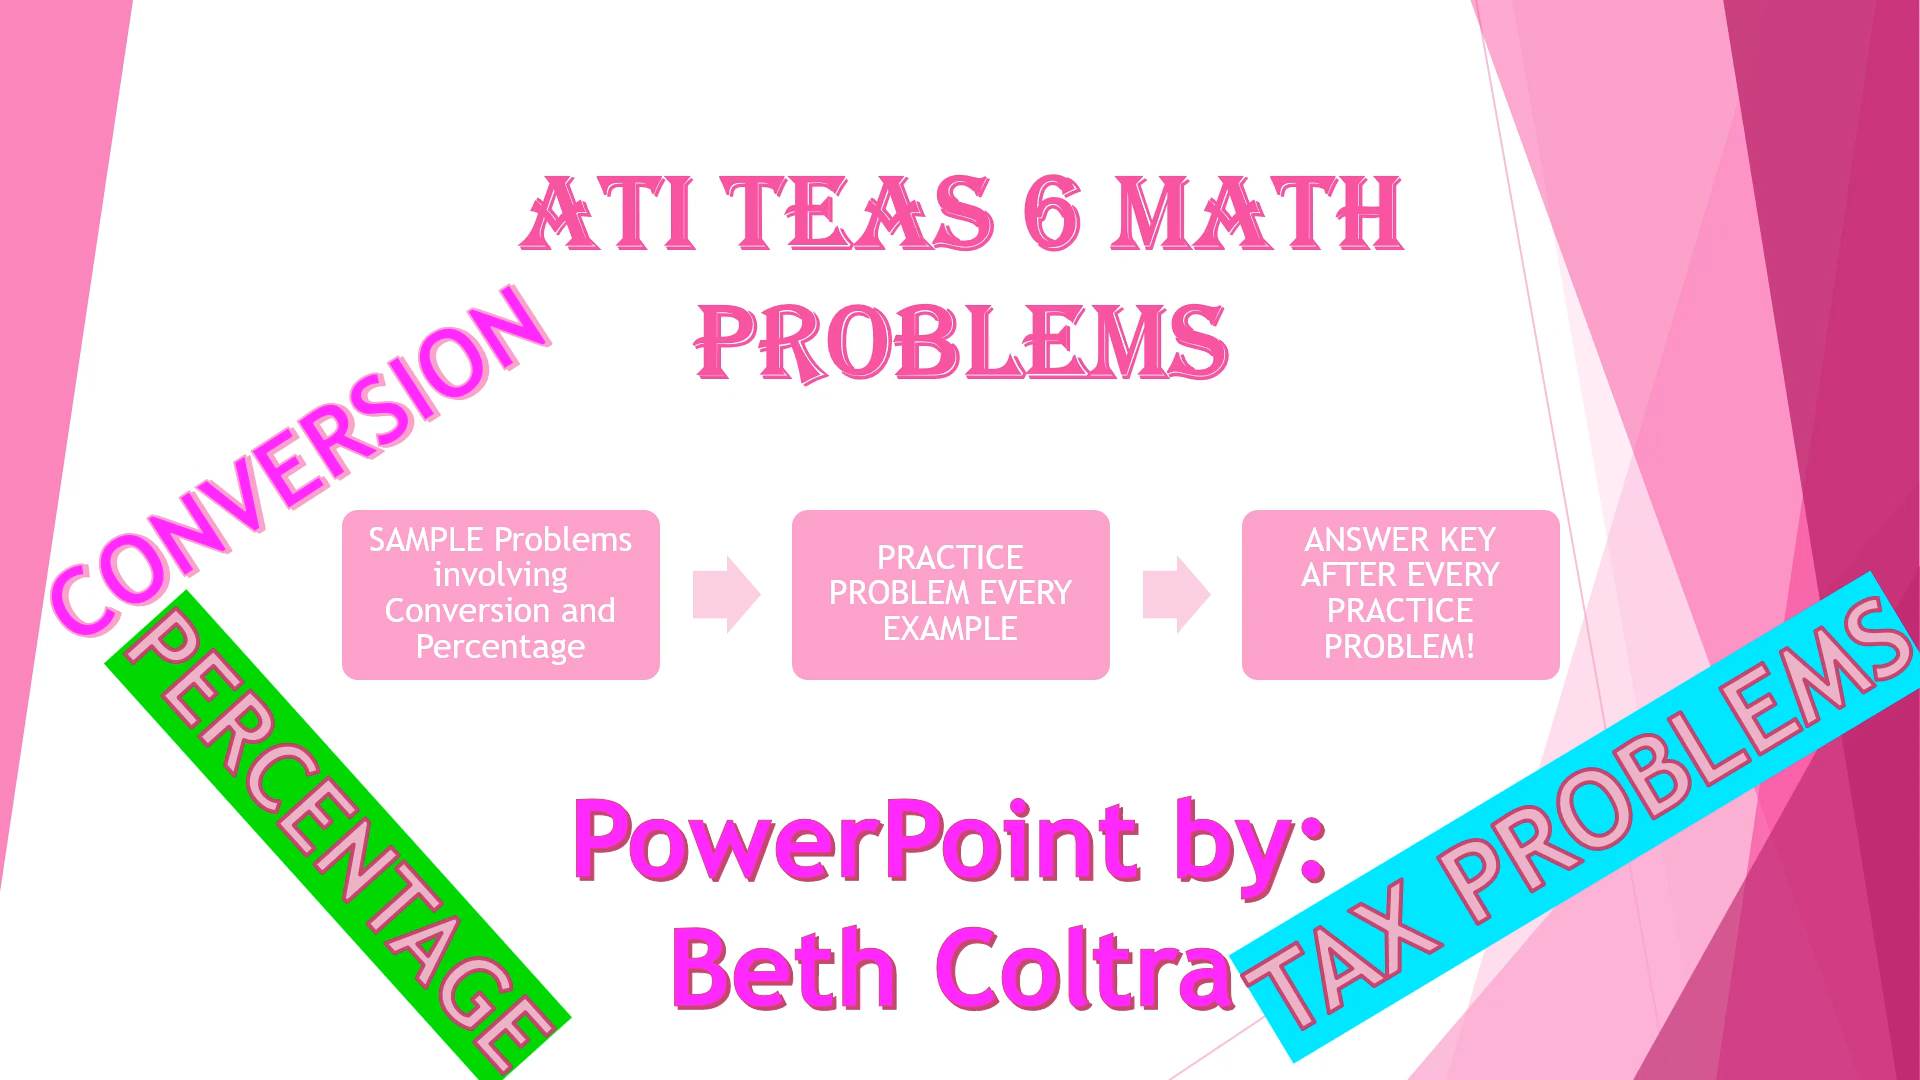 ATI TEAS 6 MATH
PROBLEMS
CONVERSION
SAMPLE Problems
involving
Conversion and
Percentage
PRACTICE
PROBLEM EVERY
EXAMPLE
ANSWER KEY
AFTER EVERY
PRACTICE
PROBLEM!
PERCENTAGE
TAX PROBLEMS
PowerPoint by:
Beth Coltra